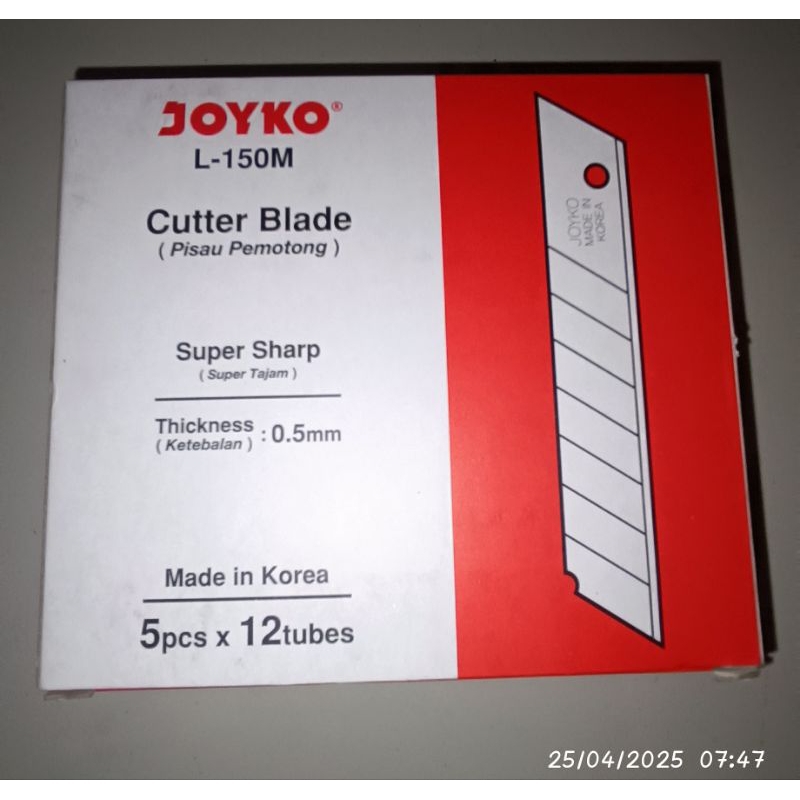 JOYKO®
L-150M
Cutter Blade
( Pisau Pemotong )
Super Sharp
( Super Tajam )
Thickness
( Ketebalan )
: 0.5mm
Made in Korea
5pcs x 12tubes
JOYKO
MADE IN
KOREA
25/04/2025 07:47